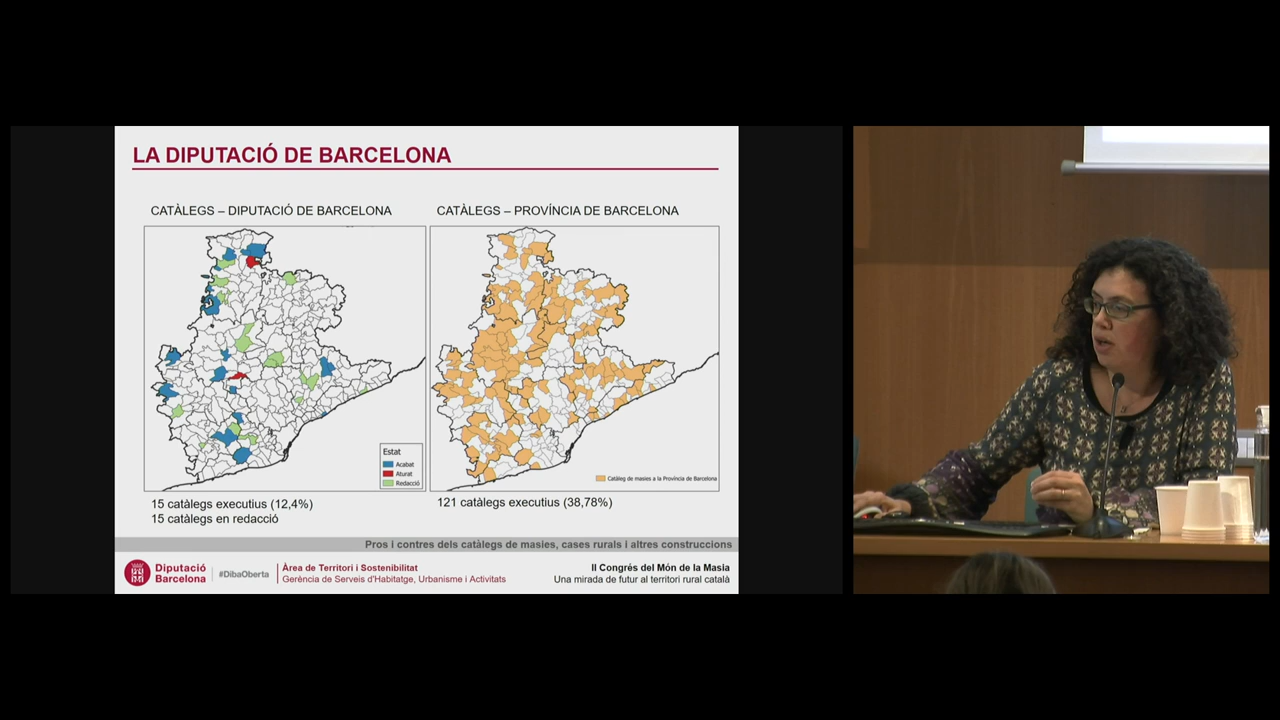 LA DIPUTACIÓ DE BARCELONA
CATÀLEGS – DIPUTACIÓ DE BARCELONA
CATÀLEGS – PROVÍNCIA DE BARCELONA
Estat
Acabat
Aturat
Redacció
Catàleg de masies a la Província de Barcelona
15 catàlegs executius (12,4%)
15 catàlegs en redacció
121 catàlegs executius (38,78%)
Pros i contres dels catàlegs de masies, cases rurals i altres construccions
Diputació
Barcelona
#DibaOberta
Àrea de Territori i Sostenibilitat
Gerència de Serveis d'Habitatge, Urbanisme i Activitats
II Congrés del Món de la Masia
Una mirada de futur al territori rural català